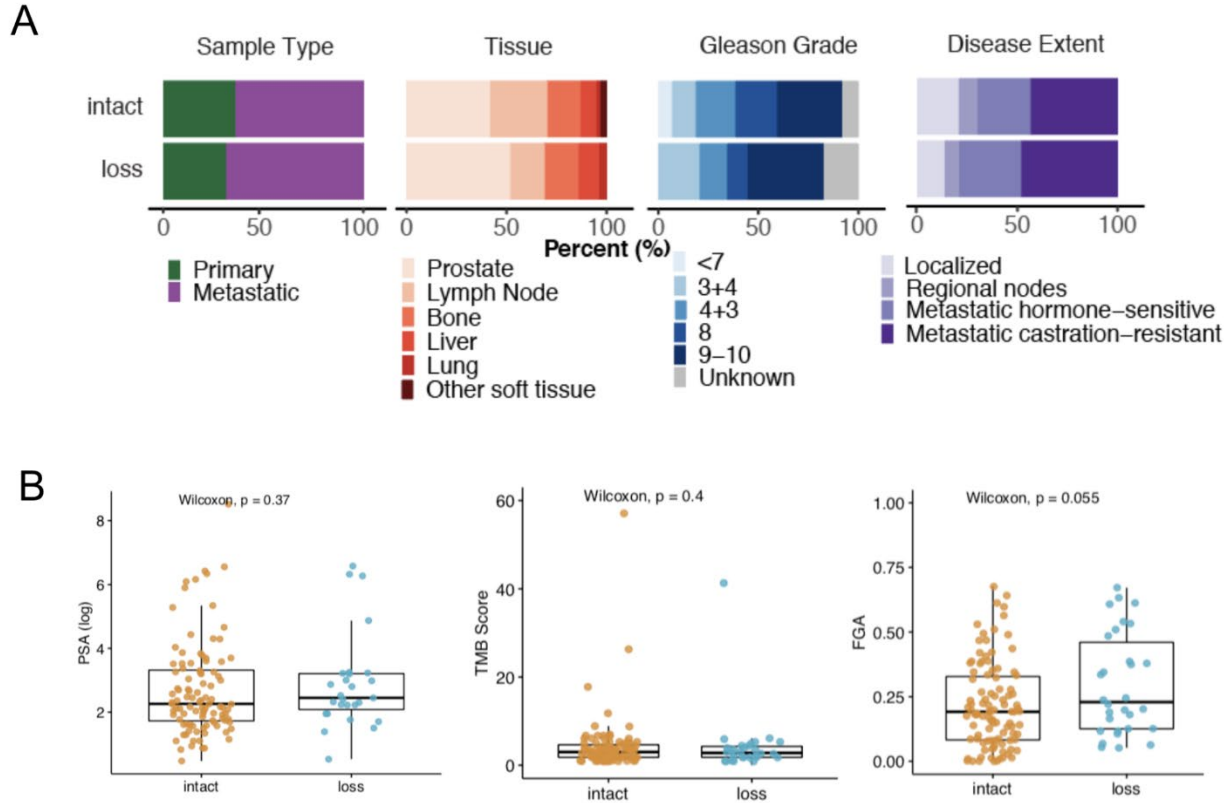 A
Sample Type Tissue Gleason Grade Disease Extent
intact
loss
0 50 100 0 50 100 0 50 100 0 50 100
Percent (%)
Primary
Metastatic
Prostate
Lymph Node
Bone
Liver
Lung
Other soft tissue
<7
3+4
4+3
8
9–10
Unknown
Localized
Regional nodes
Metastatic hormone–sensitive
Metastatic castration–resistant
B
Wilcoxon, p = 0.37
PSA (log)
8
6
4
2
intact loss
Wilcoxon, p = 0.4
TMB Score
60
40
20
0
intact loss
Wilcoxon, p = 0.055
FGA
1.00
0.75
0.50
0.25
0.00
intact loss